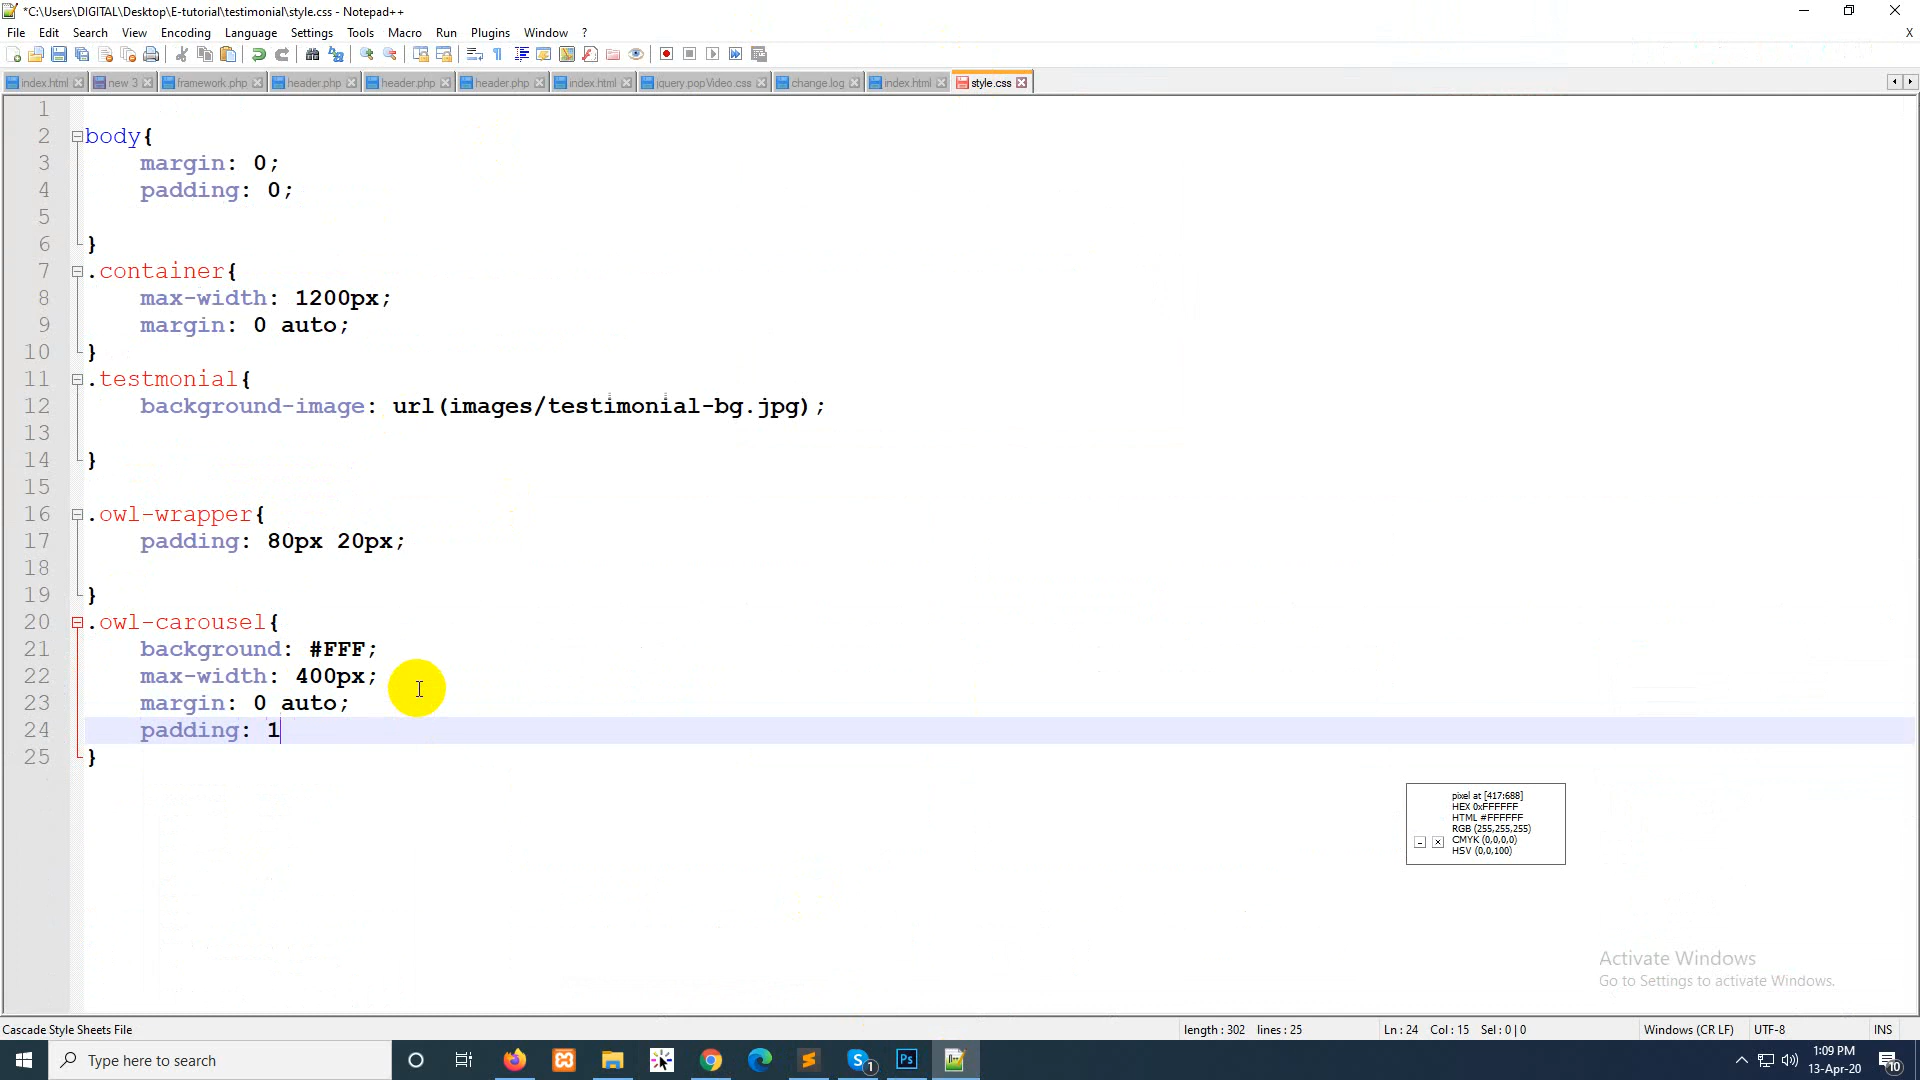 *C:\Users\DIGITAL\Desktop\E-tutorial\testimonial\style.css - Notepad++
File Edit Search View Encoding Language Settings Tools Macro Run Plugins Window ? X
index.html new 3 framework.php header.php header.php header.php index.html jquery.popVideo.css change.log index.html style.css
1
2 body{
3 margin: 0;
4 padding: 0;
5
6 }
7 .container{
8 max-width: 1200px;
9 margin: 0 auto;
10 }
11 .testmonial{
12 background-image: url(images/testimonial-bg.jpg);
13
14 }
15
16 .owl-wrapper{
17 padding: 80px 20px;
18
19 }
20 .owl-carousel{
21 background: #FFF;
22 max-width: 400px;
23 margin: 0 auto;
24 padding: 1
25 }
pixel at [417:688]
HEX 0xFFFFFF
HTML #FFFFFF
RGB (255,255,255)
CMYK (0,0,0,0)
HSV (0,0,100)
Activate Windows
Go to Settings to activate Windows.
Cascade Style Sheets File length : 302 lines : 25 Ln : 24 Col : 15 Sel : 0 | 0 Windows (CR LF) UTF-8 INS
Type here to search
1
Ps
1:09 PM
13-Apr-20
10